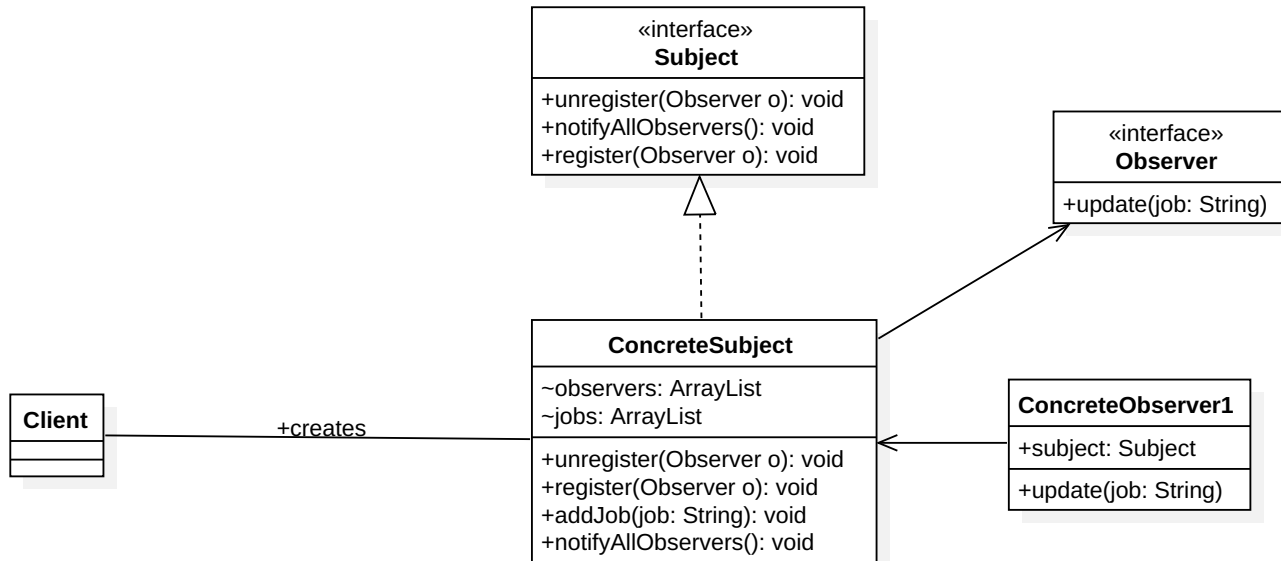 «interface»
Subject
+unregister(Observer o): void
+notifyAllObservers(): void
+register(Observer o): void
«interface»
Observer
+update(job: String)
ConcreteSubject
~observers: ArrayList
~jobs: ArrayList
+unregister(Observer o): void
+register(Observer o): void
+addJob(job: String): void
+notifyAllObservers(): void
Client
+creates
ConcreteObserver1
+subject: Subject
+update(job: String)